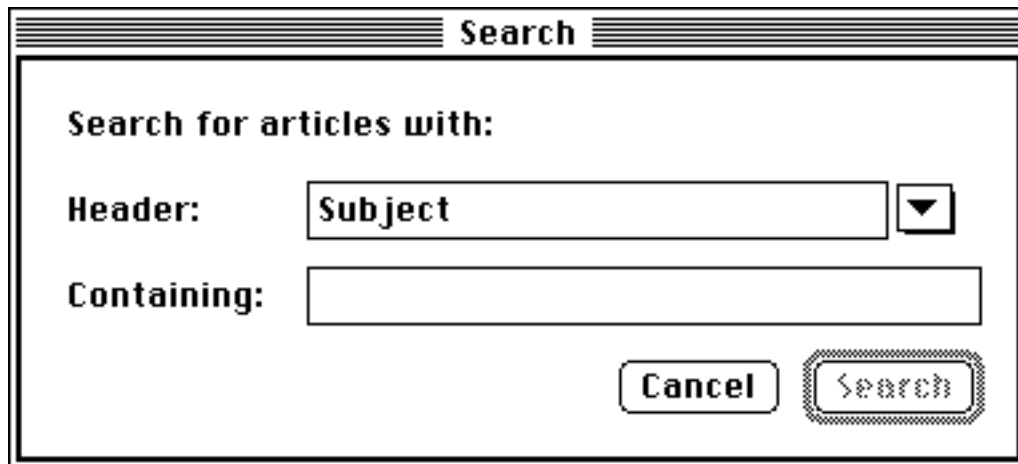 Search
Search for articles with:
Header: Subject
Containing:
Cancel Search